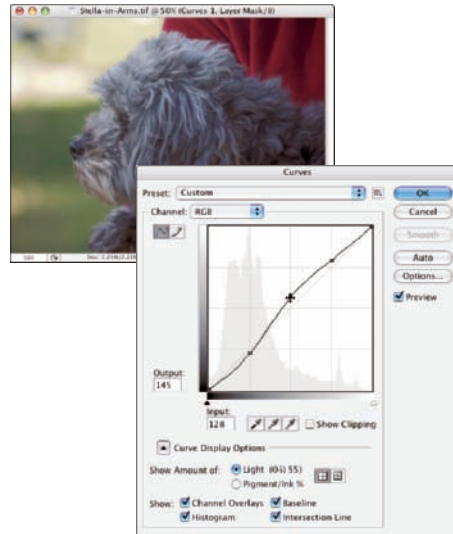 Stella-in-Arms.tif @ 50% (Curves 1, Layer Mask/8)
Curves
Preset: Custom
OK
Channel: RGB
Cancel
Smooth
Auto
Options...
Preview
Output:
145
Input:
128
Show Clipping
Curve Display Options
Show Amount of: Light
Pigment/Ink %
Show: Channel Overlays Baseline
Histogram Intersection Line